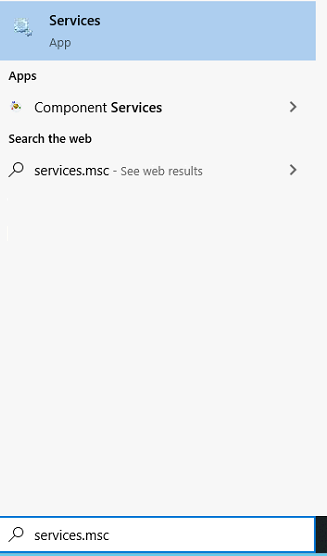 Services
App
Apps
Component Services
Search the web
services.msc - See web results
services.msc